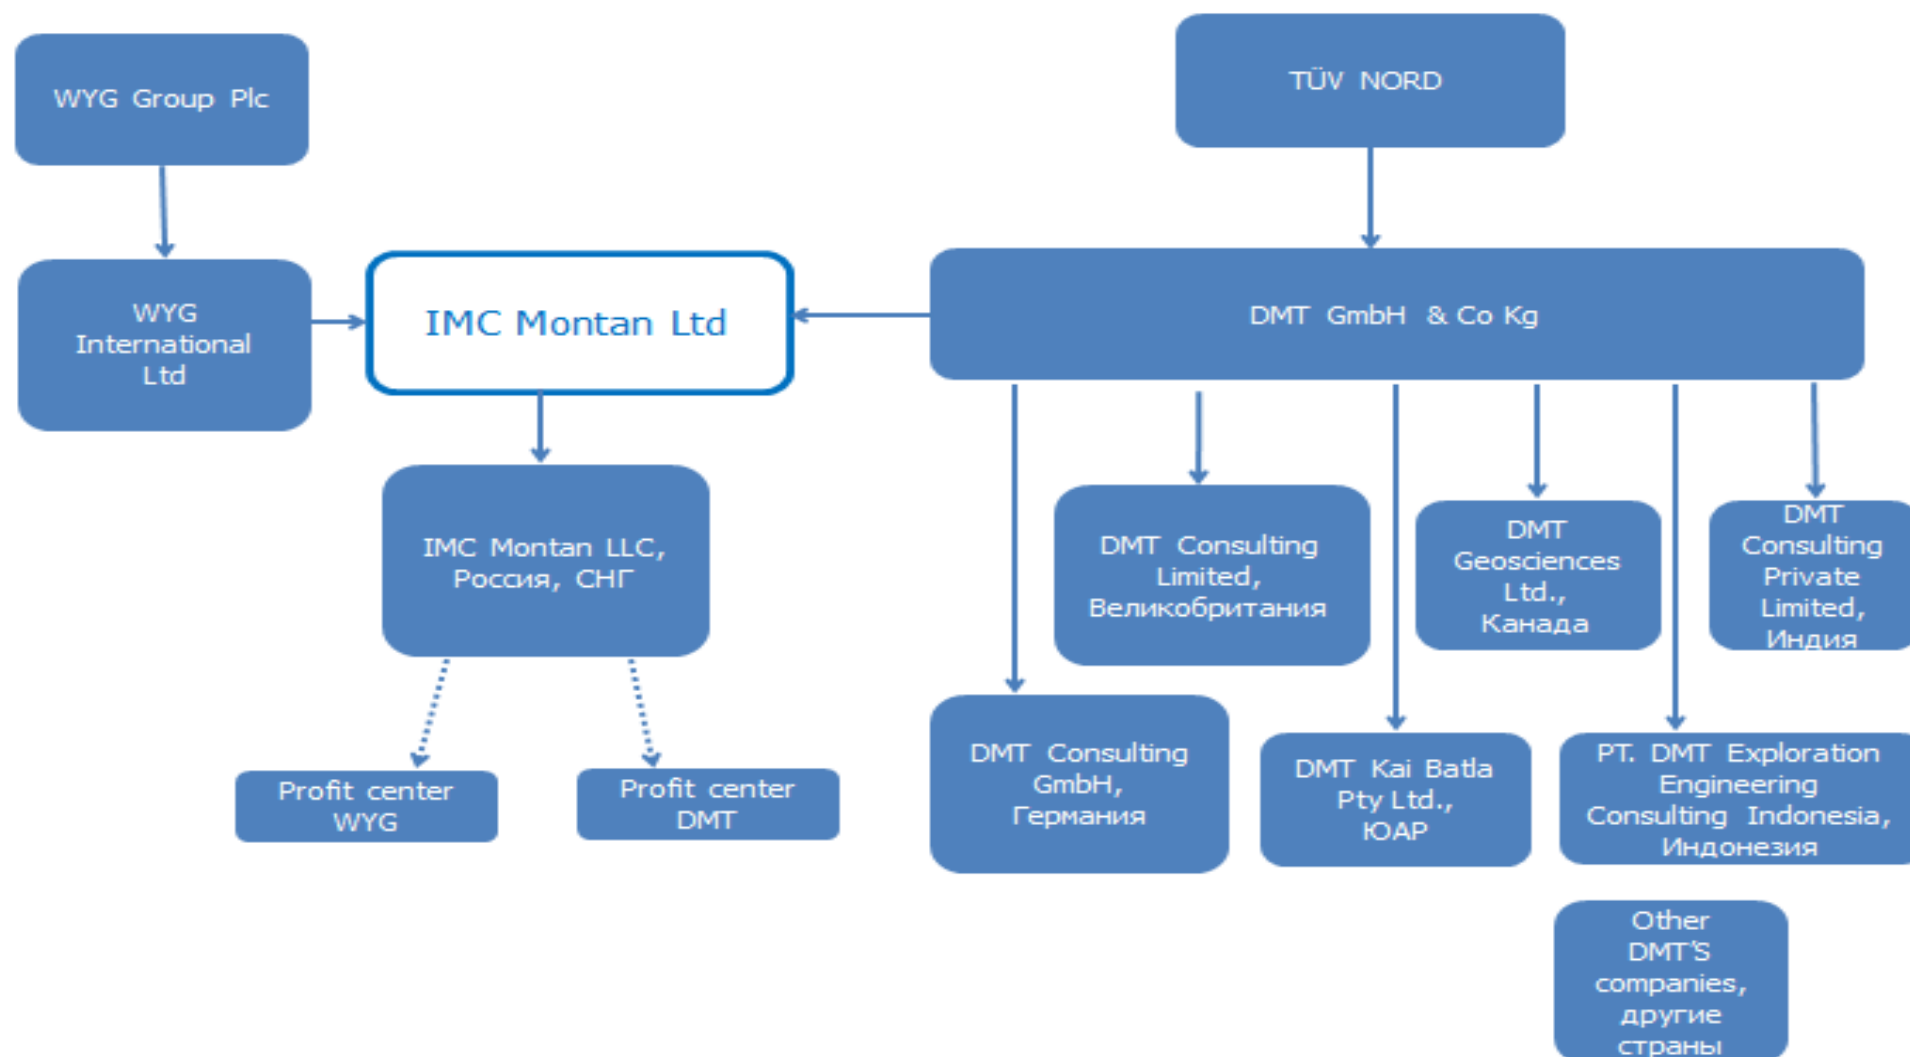 WYG Group Plc
TÜV NORD
WYG
International
Ltd
IMC Montan Ltd
DMT GmbH & Co Kg
IMC Montan LLC,
Россия, СНГ
DMT Consulting
Limited,
Великобритания
DMT
Geosciences
Ltd.,
Канада
DMT
Consulting
Private
Limited,
Индия
Profit center
WYG
Profit center
DMT
DMT Consulting
GmbH,
Германия
DMT Kai Batla
Pty Ltd.,
ЮАР
PT. DMT Exploration
Engineering
Consulting Indonesia,
Индонезия
Other
DMT'S
companies,
другие
страны